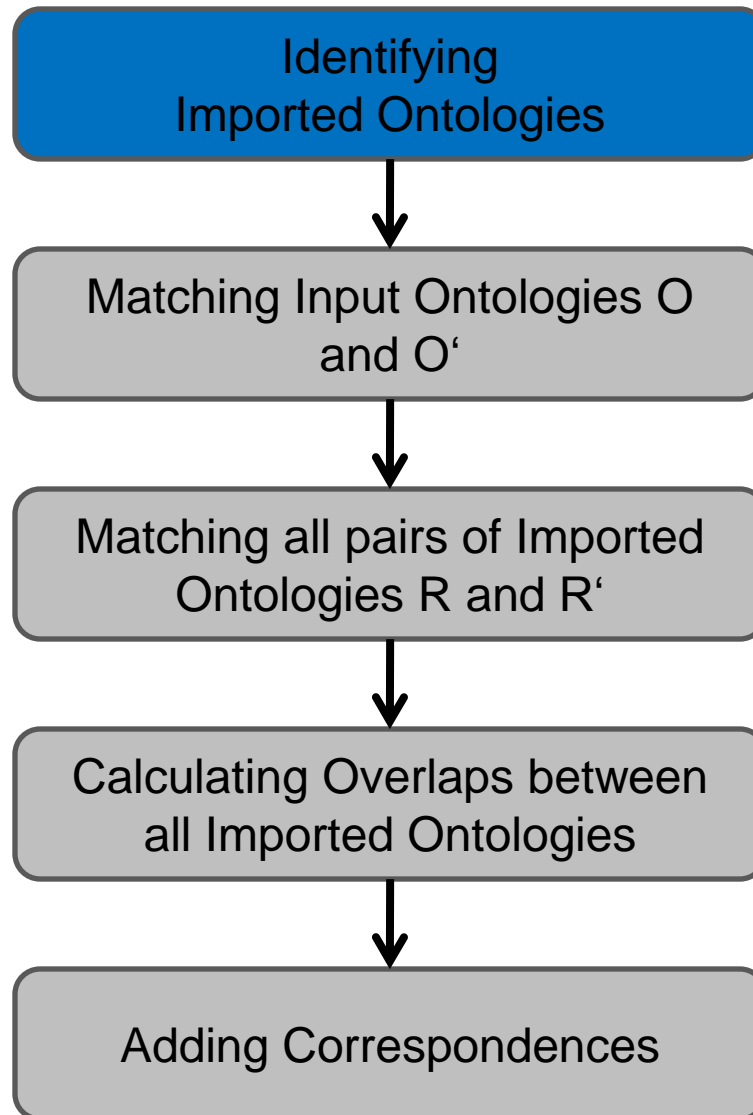 Identifying
Imported Ontologies
Matching Input Ontologies O
and O‘
Matching all pairs of Imported
Ontologies R and R‘
Calculating Overlaps between
all Imported Ontologies
Adding Correspondences